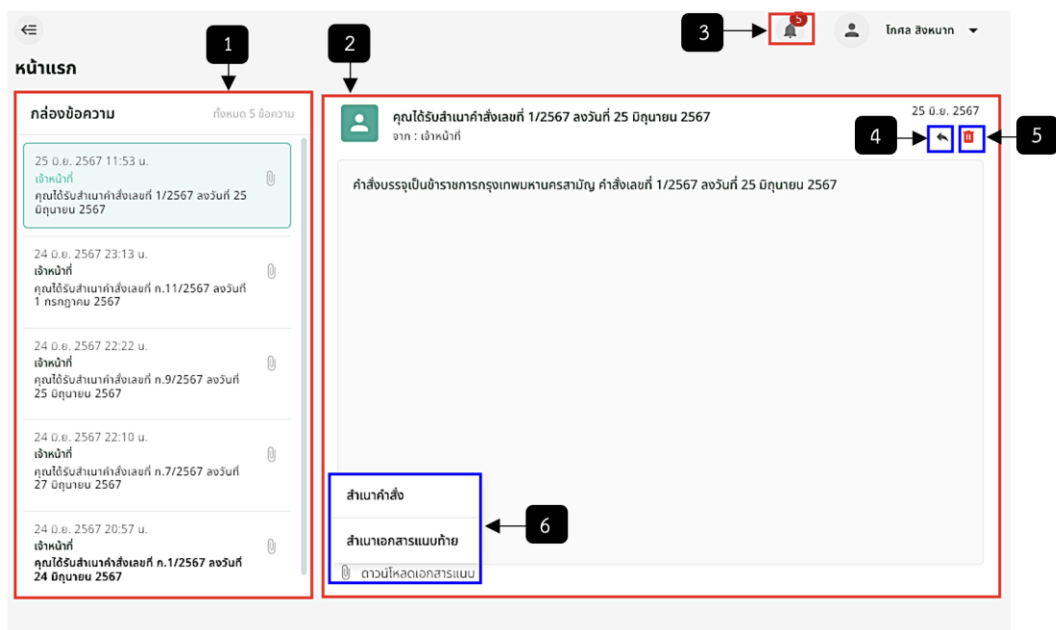 1
2
3
5
โกศล สิงหนาท
หน้าแรก
กล่องข้อความ
ทั้งหมด 5 ข้อความ
25 มิ.ย. 2567 11:53 น.
เจ้าหน้าที่
คุณได้รับสำเนาคำสั่งเลขที่ 1/2567 ลงวันที่ 25
มิถุนายน 2567
24 มิ.ย. 2567 23:13 น.
เจ้าหน้าที่
คุณได้รับสำเนาคำสั่งเลขที่ ก.11/2567 ลงวันที่
1 กรกฎาคม 2567
24 มิ.ย. 2567 22:22 น.
เจ้าหน้าที่
คุณได้รับสำเนาคำสั่งเลขที่ ก.9/2567 ลงวันที่
25 มิถุนายน 2567
24 มิ.ย. 2567 22:10 น.
เจ้าหน้าที่
คุณได้รับสำเนาคำสั่งเลขที่ ก.7/2567 ลงวันที่
27 มิถุนายน 2567
24 มิ.ย. 2567 20:57 น.
เจ้าหน้าที่
คุณได้รับสำเนาคำสั่งเลขที่ ก.1/2567 ลงวันที่
24 มิถุนายน 2567
คุณได้รับสำเนาคำสั่งเลขที่ 1/2567 ลงวันที่ 25 มิถุนายน 2567
จาก : เจ้าหน้าที่
25 มิ.ย. 2567
4
5
คำสั่งบรรจุเป็นข้าราชการกรุงเทพมหานครสามัญ คำสั่งเลขที่ 1/2567 ลงวันที่ 25 มิถุนายน 2567
สำเนาคำสั่ง
สำเนาเอกสารแนบท้าย
6
ดาวน์โหลดเอกสารแนบ